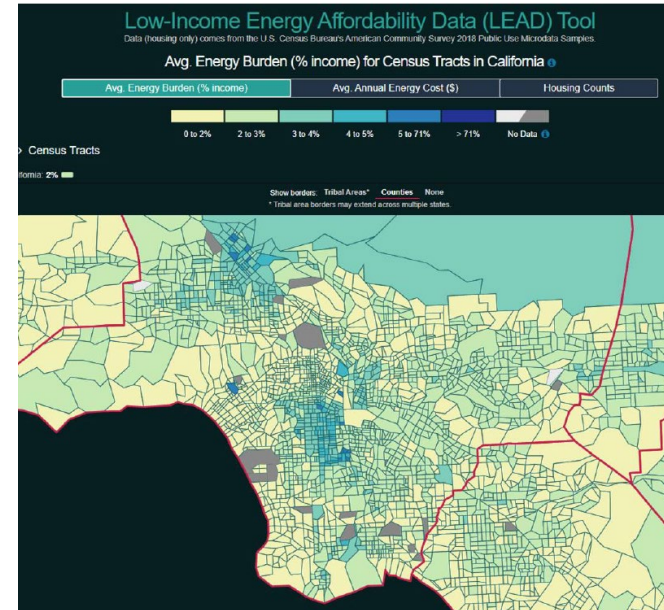 Low-Income Energy Affordability Data (LEAD) Tool
Data (housing only) comes from the U.S. Census Bureau's American Community Survey 2018 Public Use Microdata Samples.
Avg. Energy Burden (% income) for Census Tracts in California
Avg. Energy Burden (% income) Avg. Annual Energy Cost ($) Housing Counts
0 to 2% 2 to 3% 3 to 4% 4 to 5% 5 to 71% > 71% No Data
› Census Tracts
ifornia: 2%
Show borders: Tribal Areas* Counties None
* Tribal area borders may extend across multiple states.